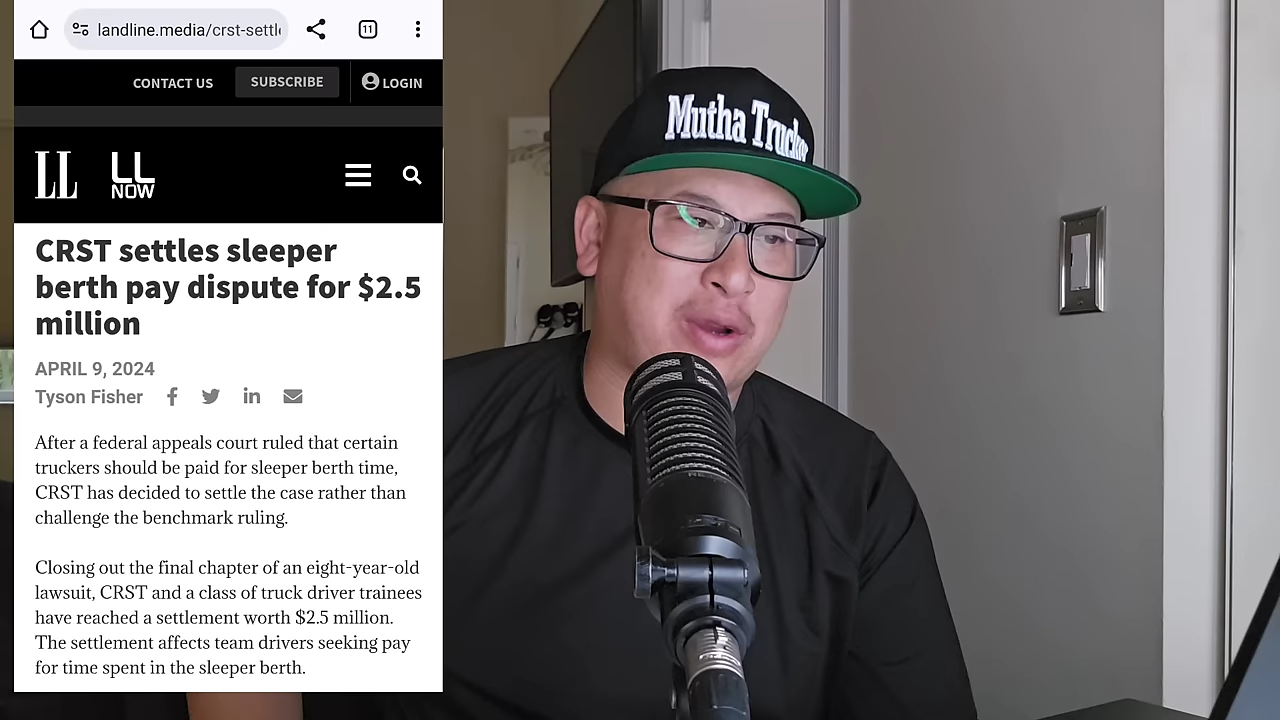 landline.media/crst-settl
11
CONTACT US
SUBSCRIBE
LOGIN
LL
LL
NOW
CRST settles sleeper
berth pay dispute for $2.5
million
APRIL 9, 2024
Tyson Fisher
After a federal appeals court ruled that certain
truckers should be paid for sleeper berth time,
CRST has decided to settle the case rather than
challenge the benchmark ruling.
Closing out the final chapter of an eight-year-old
lawsuit, CRST and a class of truck driver trainees
have reached a settlement worth $2.5 million.
The settlement affects team drivers seeking pay
for time spent in the sleeper berth.
Mutha Trucker